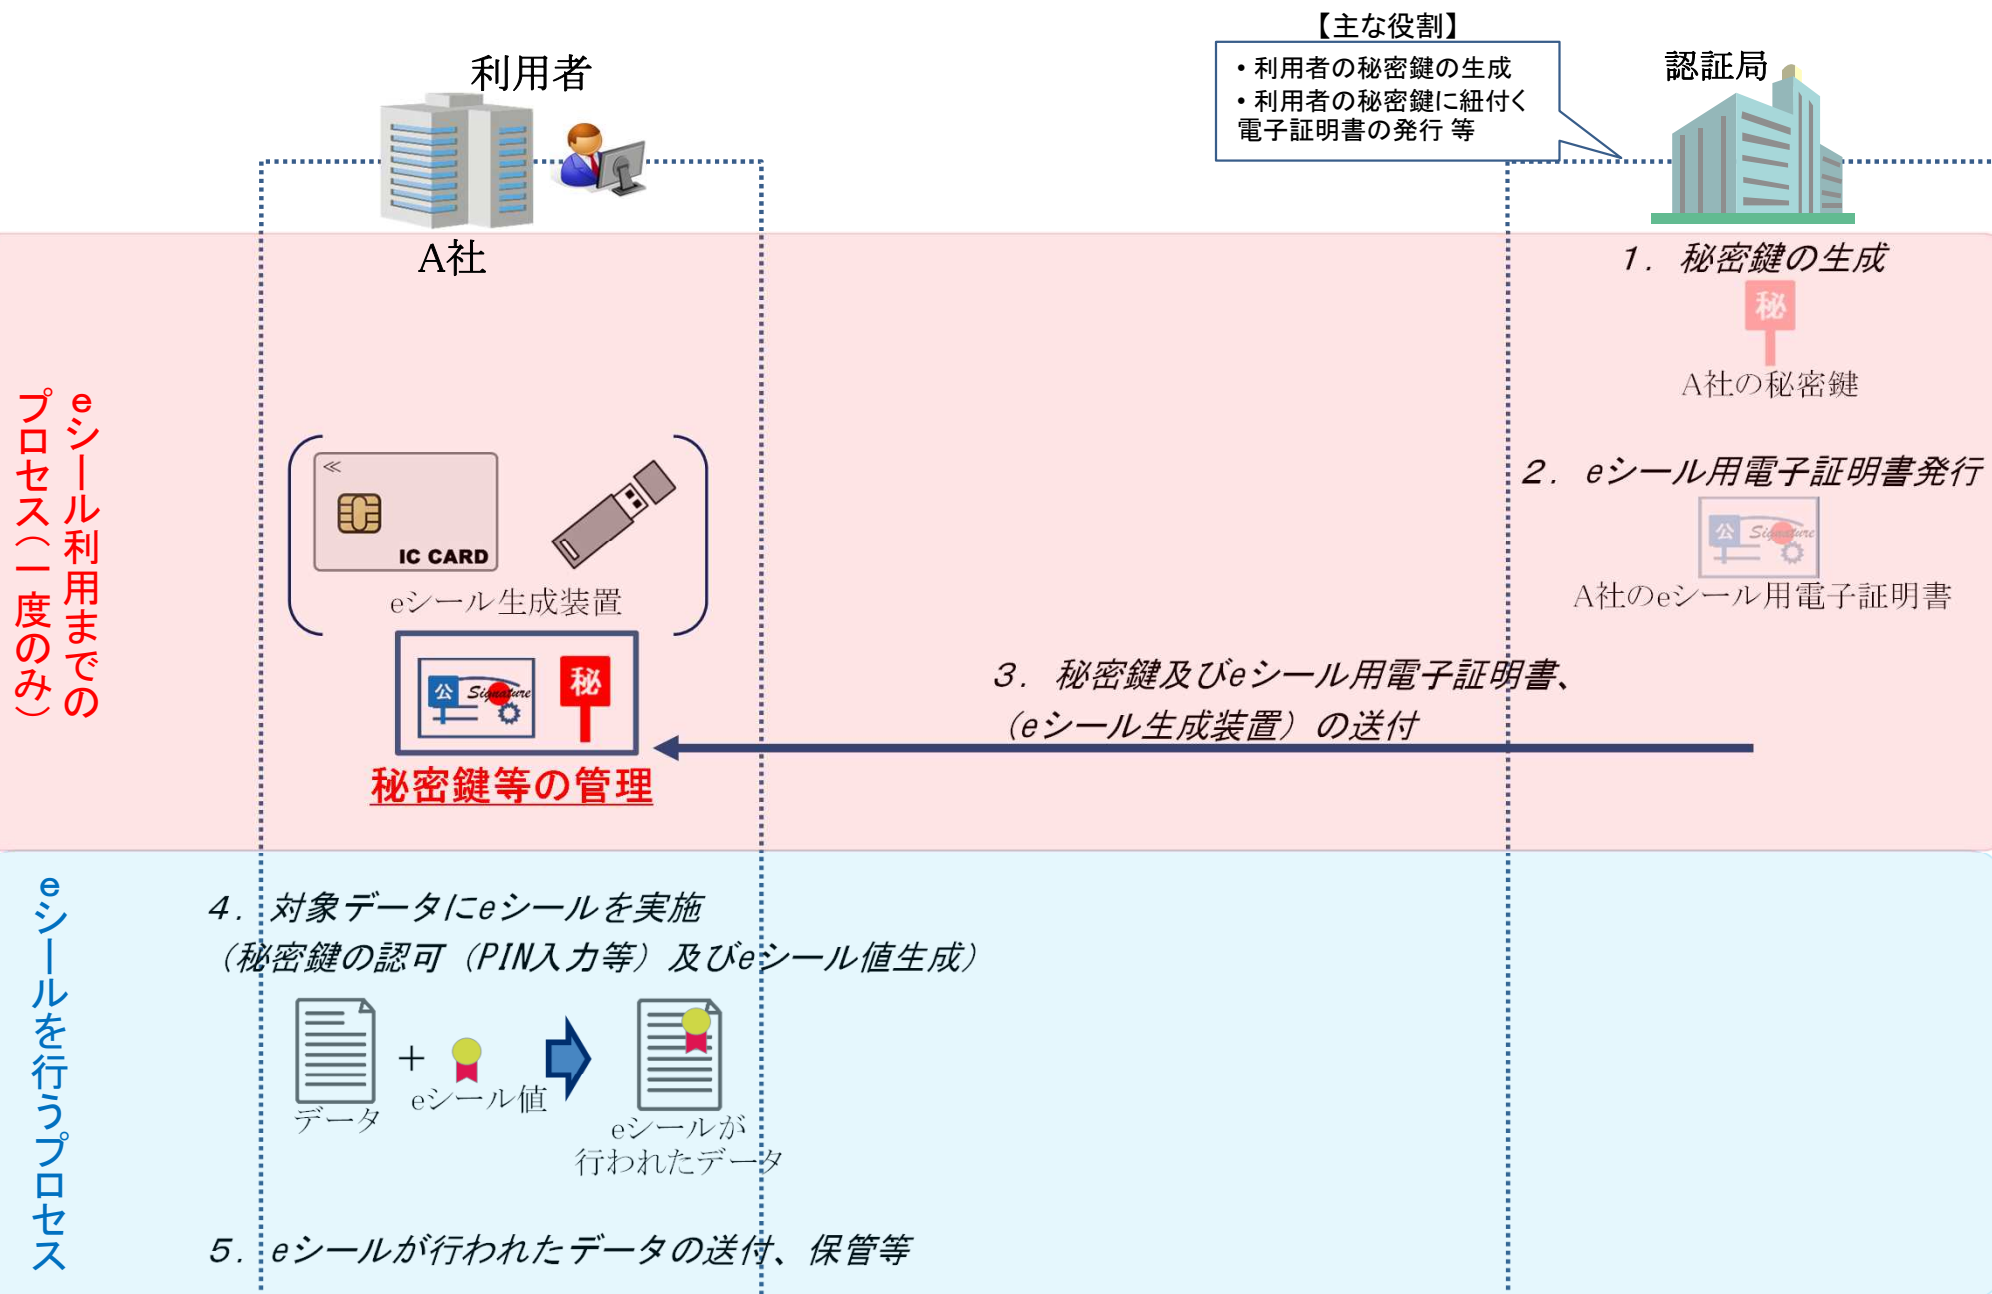 【主な役割】
・利用者の秘密鍵の生成
・利用者の秘密鍵に紐付く
電子証明書の発行 等
利用者
認証局
A社
eシール利用までの
プロセス（一度のみ）
1. 秘密鍵の生成
秘
A社の秘密鍵
2. eシール用電子証明書発行
公 Signature
A社のeシール用電子証明書
≪
IC CARD
eシール生成装置
公 Signature
秘
秘密鍵等の管理
3. 秘密鍵及びeシール用電子証明書、
（eシール生成装置）の送付
eシールを行うプロセス
4. 対象データにeシールを実施
（秘密鍵の認可（PIN入力等）及びeシール値生成）
データ
＋
eシール値
eシールが
行われたデータ
5. eシールが行われたデータの送付、保管等